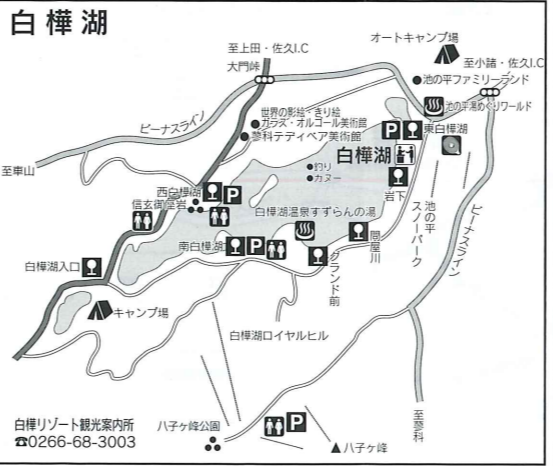 白樺湖
オートキャンプ場
至上田・佐久I.C
至小諸・佐久I.C
大門峠
池の平ファミリーランド
世界の影絵・きり絵
ガラス・オルゴール美術館
池の平湯めぐりワールド
ビーナスライン
蓼科テディベア美術館
P
東白樺湖
白樺湖
至車山
釣り
カヌー
西白樺湖
P
岩下
信玄御座岩
白樺湖温泉すずらんの湯
池の平
スノーパーク
ビーナスライン
問屋川
南白樺湖
P
グランド前
白樺湖入口
キャンプ場
白樺湖ロイヤルヒル
至蓼科
白樺リゾート観光案内所
☎0266-68-3003
八子ヶ峰公園
P
▲八子ヶ峰